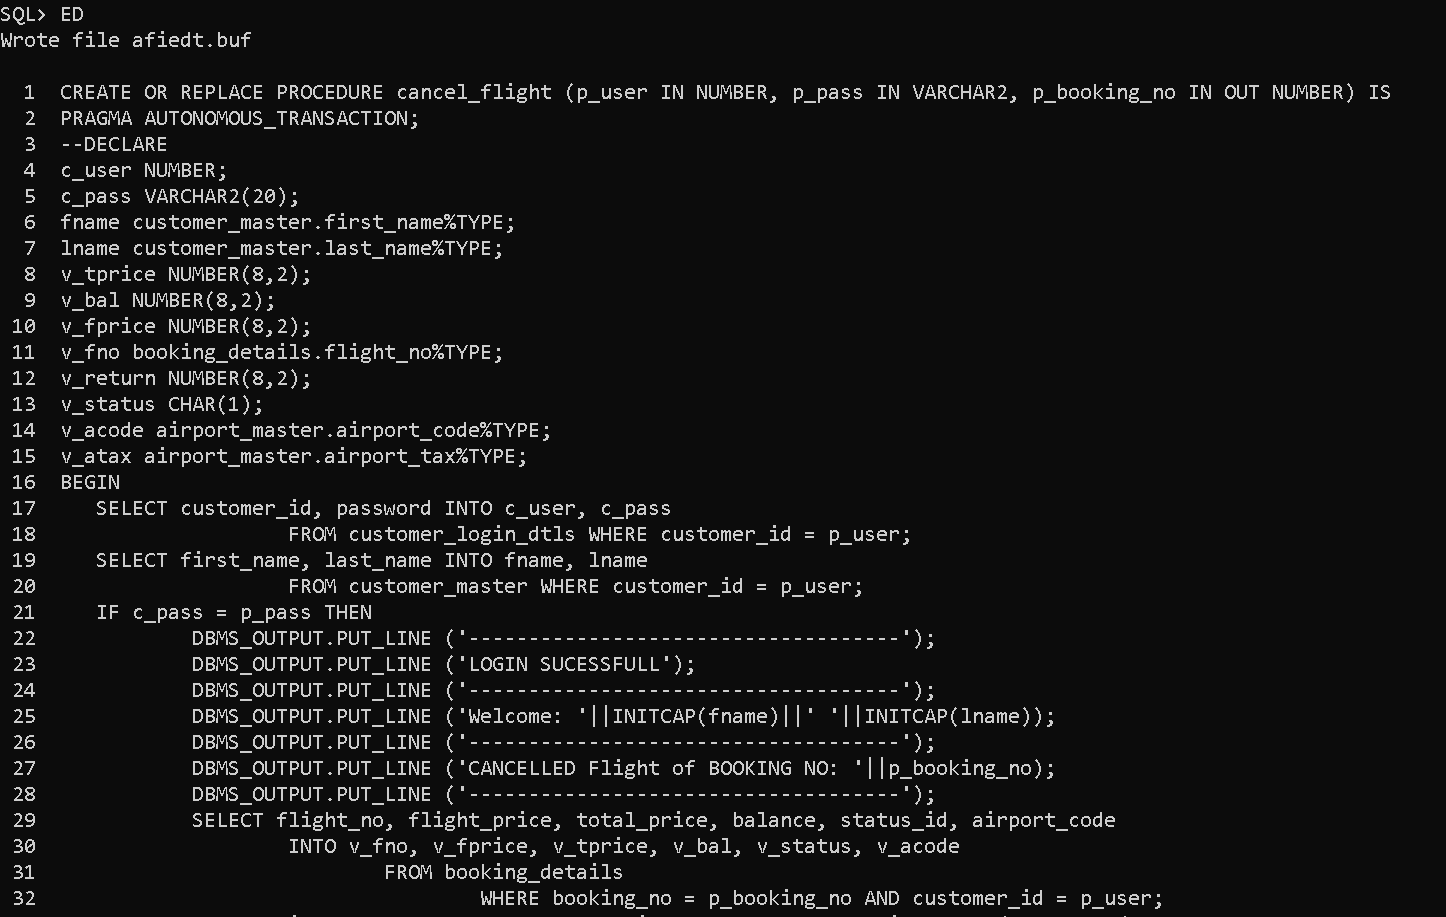 SQL> ED
Wrote file afiedt.buf
1 CREATE OR REPLACE PROCEDURE cancel_flight (p_user IN NUMBER, p_pass IN VARCHAR2, p_booking_no IN OUT NUMBER) IS
2 PRAGMA AUTONOMOUS_TRANSACTION;
3 --DECLARE
4 c_user NUMBER;
5 c_pass VARCHAR2(20);
6 fname customer_master.first_name%TYPE;
7 lname customer_master.last_name%TYPE;
8 v_tprice NUMBER(8,2);
9 v_bal NUMBER(8,2);
10 v_fprice NUMBER(8,2);
11 v_fno booking_details.flight_no%TYPE;
12 v_return NUMBER(8,2);
13 v_status CHAR(1);
14 v_acode airport_master.airport_code%TYPE;
15 v_atax airport_master.airport_tax%TYPE;
16 BEGIN
17 SELECT customer_id, password INTO c_user, c_pass
18 FROM customer_login_dtls WHERE customer_id = p_user;
19 SELECT first_name, last_name INTO fname, lname
20 FROM customer_master WHERE customer_id = p_user;
21 IF c_pass = p_pass THEN
22 DBMS_OUTPUT.PUT_LINE ('------------------------------------');
23 DBMS_OUTPUT.PUT_LINE ('LOGIN SUCESSFULL');
24 DBMS_OUTPUT.PUT_LINE ('------------------------------------');
25 DBMS_OUTPUT.PUT_LINE ('Welcome: '||INITCAP(fname)||' '||INITCAP(lname));
26 DBMS_OUTPUT.PUT_LINE ('------------------------------------');
27 DBMS_OUTPUT.PUT_LINE ('CANCELLED Flight of BOOKING NO: '||p_booking_no);
28 DBMS_OUTPUT.PUT_LINE ('------------------------------------');
29 SELECT flight_no, flight_price, total_price, balance, status_id, airport_code
30 INTO v_fno, v_fprice, v_tprice, v_bal, v_status, v_acode
31 FROM booking_details
32 WHERE booking_no = p_booking_no AND customer_id = p_user;